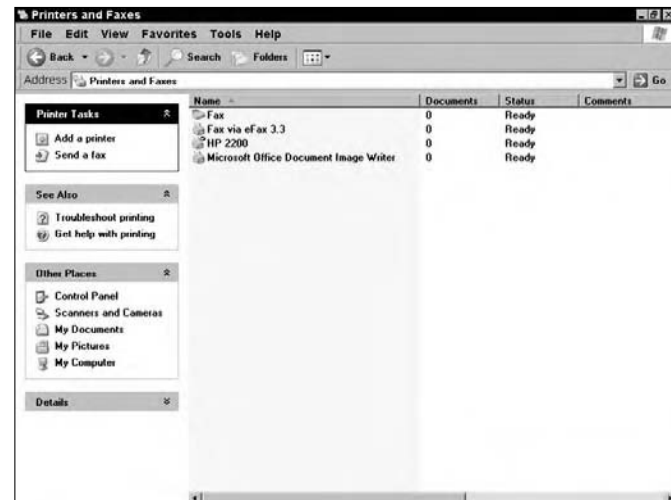 Printers and Faxes
File Edit View Favorites Tools Help
Back Search Folders
Address Printers and Faxes Go
Printer Tasks
Add a printer
Send a fax
See Also
Troubleshoot printing
Get help with printing
Other Places
Control Panel
Scanners and Cameras
My Documents
My Pictures
My Computer
Details
Name Documents Status Comments
Fax 0 Ready
Fax via eFax 3.3 0 Ready
HP 2200 0 Ready
Microsoft Office Document Image Writer 0 Ready